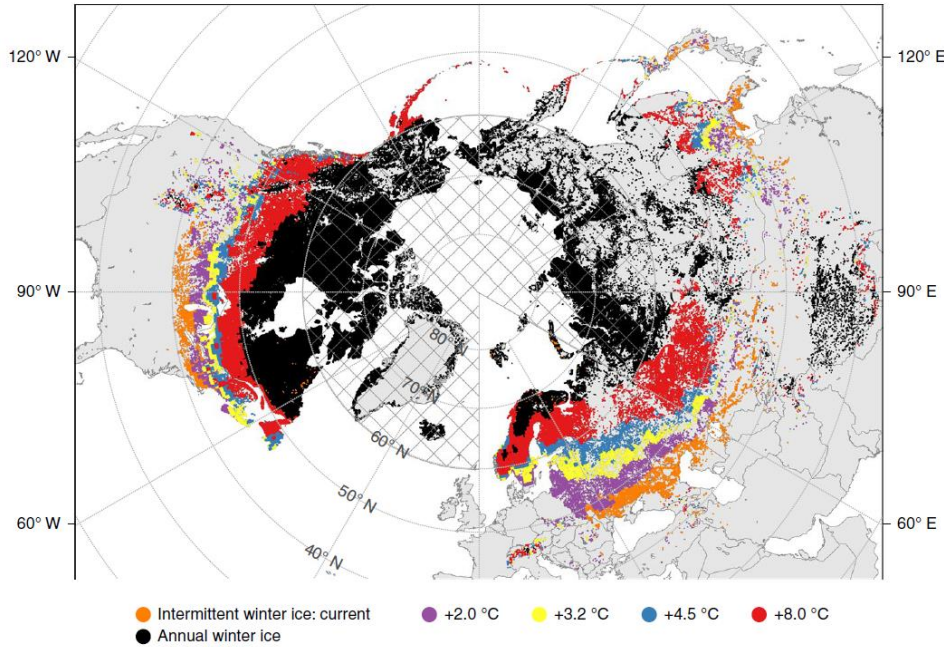 120° W
120° E
90° W
90° E
80° N
70° N
60° N
50° N
40° N
60° W
60° E
Intermittent winter ice: current
+2.0 °C
+3.2 °C
+4.5 °C
+8.0 °C
Annual winter ice